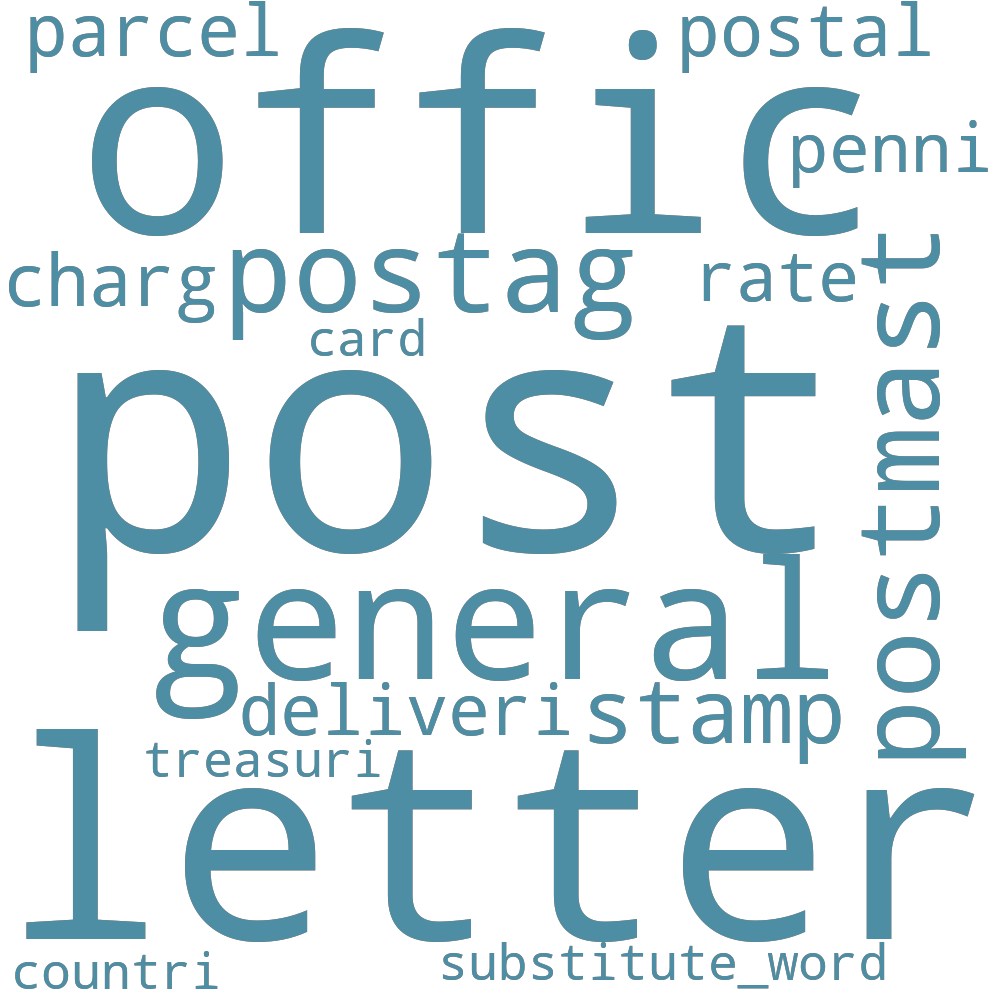 parcel
postal
offic
penni
charg
postag
rate
card
postmast
post
general
deliveri
stamp
treasuri
letter
countri
substitute_word